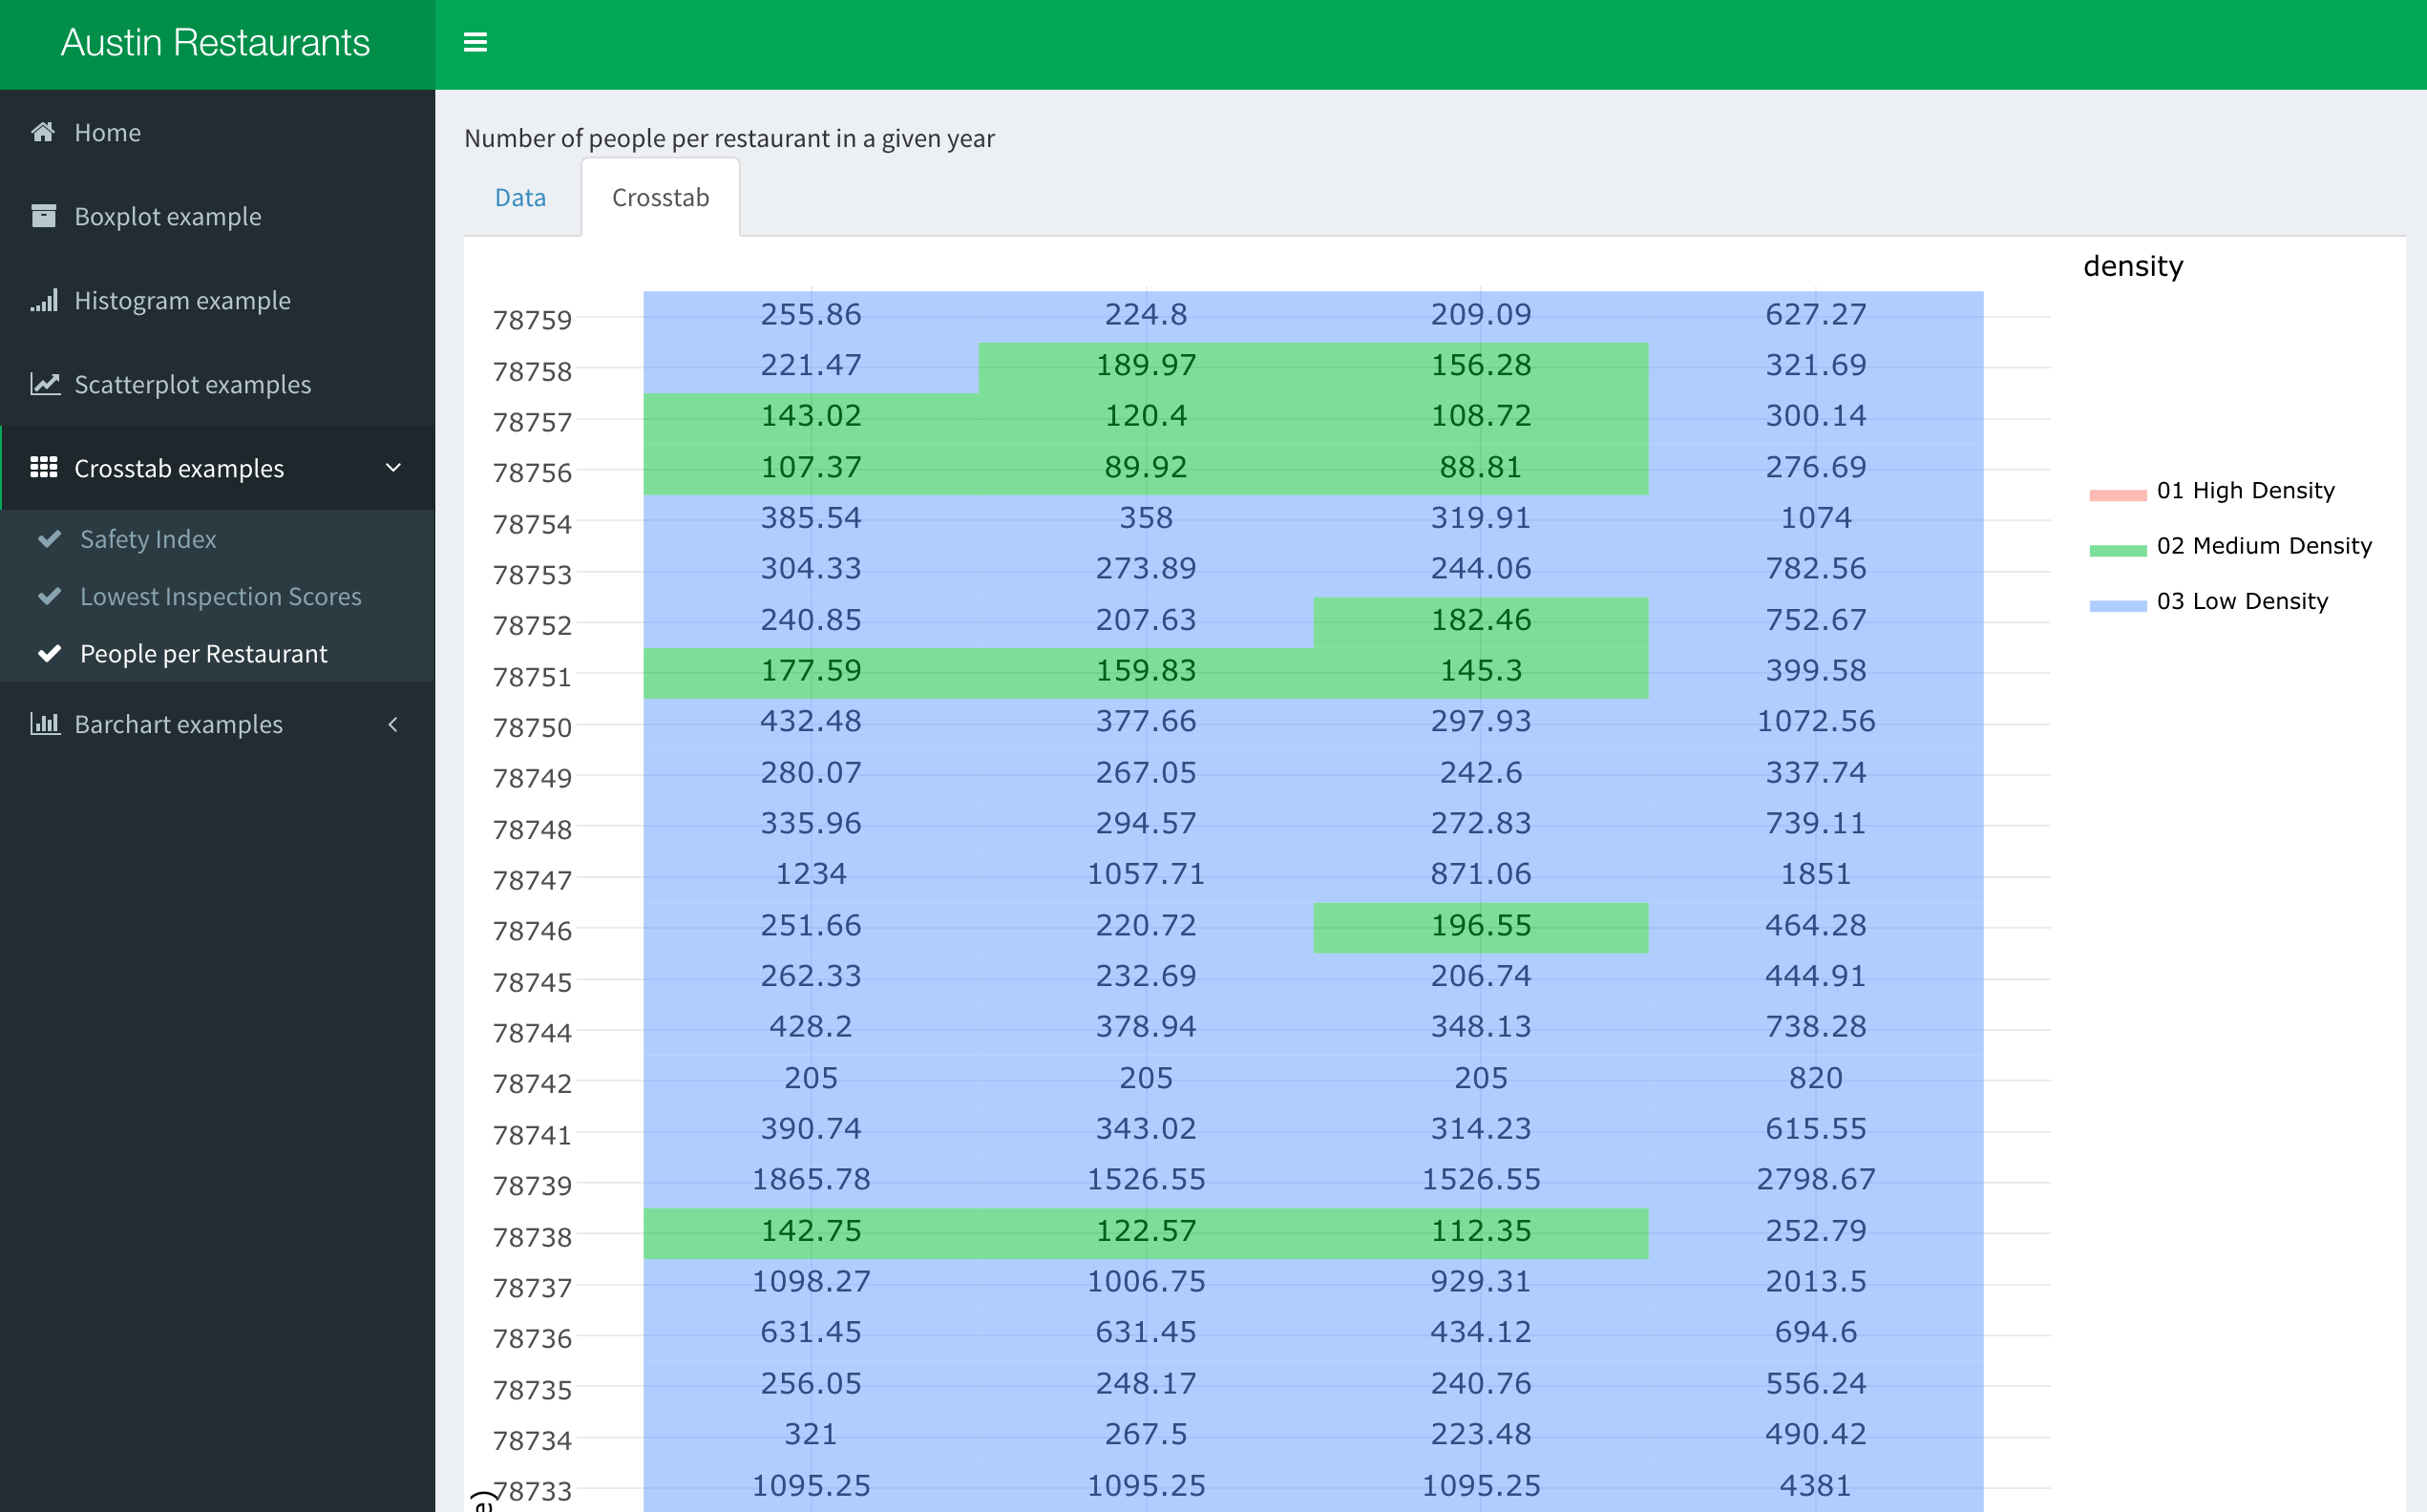 Austin Restaurants
Home
Boxplot example
Histogram example
Scatterplot examples
Crosstab examples
Safety Index
Lowest Inspection Scores
People per Restaurant
Barchart examples
Number of people per restaurant in a given year
Data Crosstab
78759 255.86 224.8 209.09 627.27
78758 221.47 189.97 156.28 321.69
78757 143.02 120.4 108.72 300.14
78756 107.37 89.92 88.81 276.69
78754 385.54 358 319.91 1074
78753 304.33 273.89 244.06 782.56
78752 240.85 207.63 182.46 752.67
78751 177.59 159.83 145.3 399.58
78750 432.48 377.66 297.93 1072.56
78749 280.07 267.05 242.6 337.74
78748 335.96 294.57 272.83 739.11
78747 1234 1057.71 871.06 1851
78746 251.66 220.72 196.55 464.28
78745 262.33 232.69 206.74 444.91
78744 428.2 378.94 348.13 738.28
78742 205 205 205 820
78741 390.74 343.02 314.23 615.55
78739 1865.78 1526.55 1526.55 2798.67
78738 142.75 122.57 112.35 252.79
78737 1098.27 1006.75 929.31 2013.5
78736 631.45 631.45 434.12 694.6
78735 256.05 248.17 240.76 556.24
78734 321 267.5 223.48 490.42
78733 1095.25 1095.25 1095.25 4381
density
01 High Density
02 Medium Density
03 Low Density